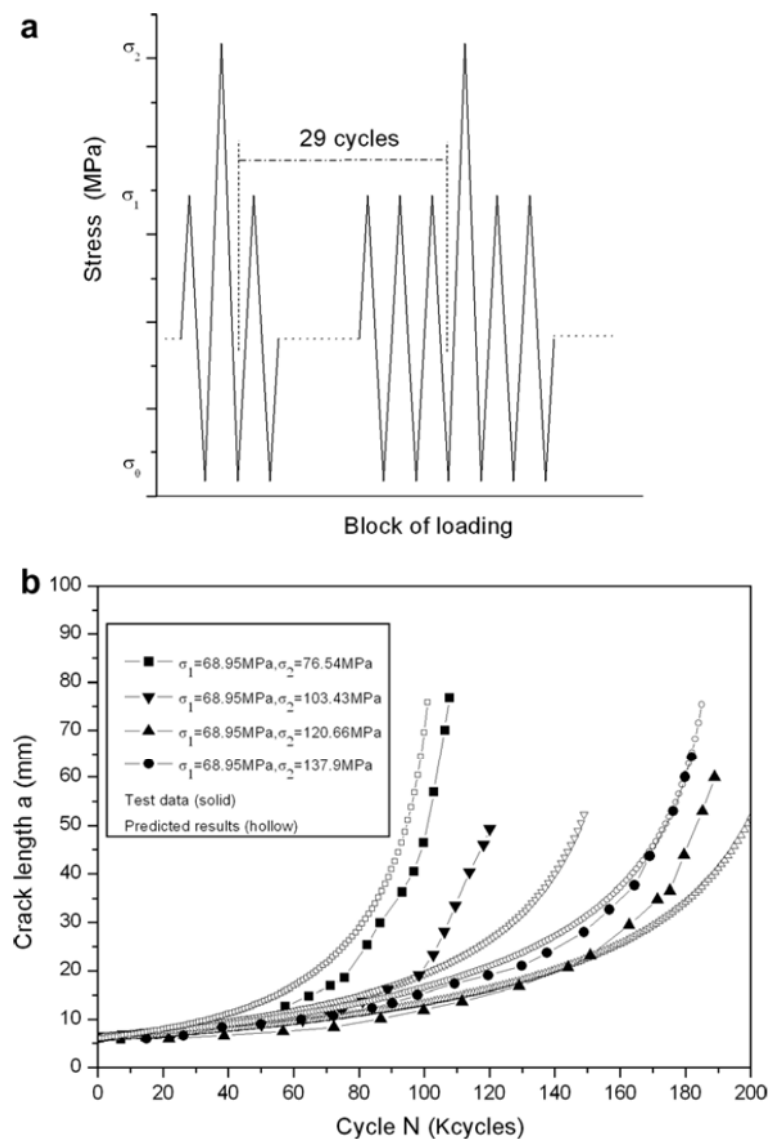 a
σ2
29 cycles
σ1
σ0
Stress (MPa)
Block of loading
b
100
90
80
70
60
50
40
30
20
10
0
σ1=68.95MPa,σ2=76.54MPa
σ1=68.95MPa,σ2=103.43MPa
σ1=68.95MPa,σ2=120.66MPa
σ1=68.95MPa,σ2=137.9MPa
Test data (solid)
Predicted results (hollow)
Crack length a (mm)
0 20 40 60 80 100 120 140 160 180 200
Cycle N (Kcycles)